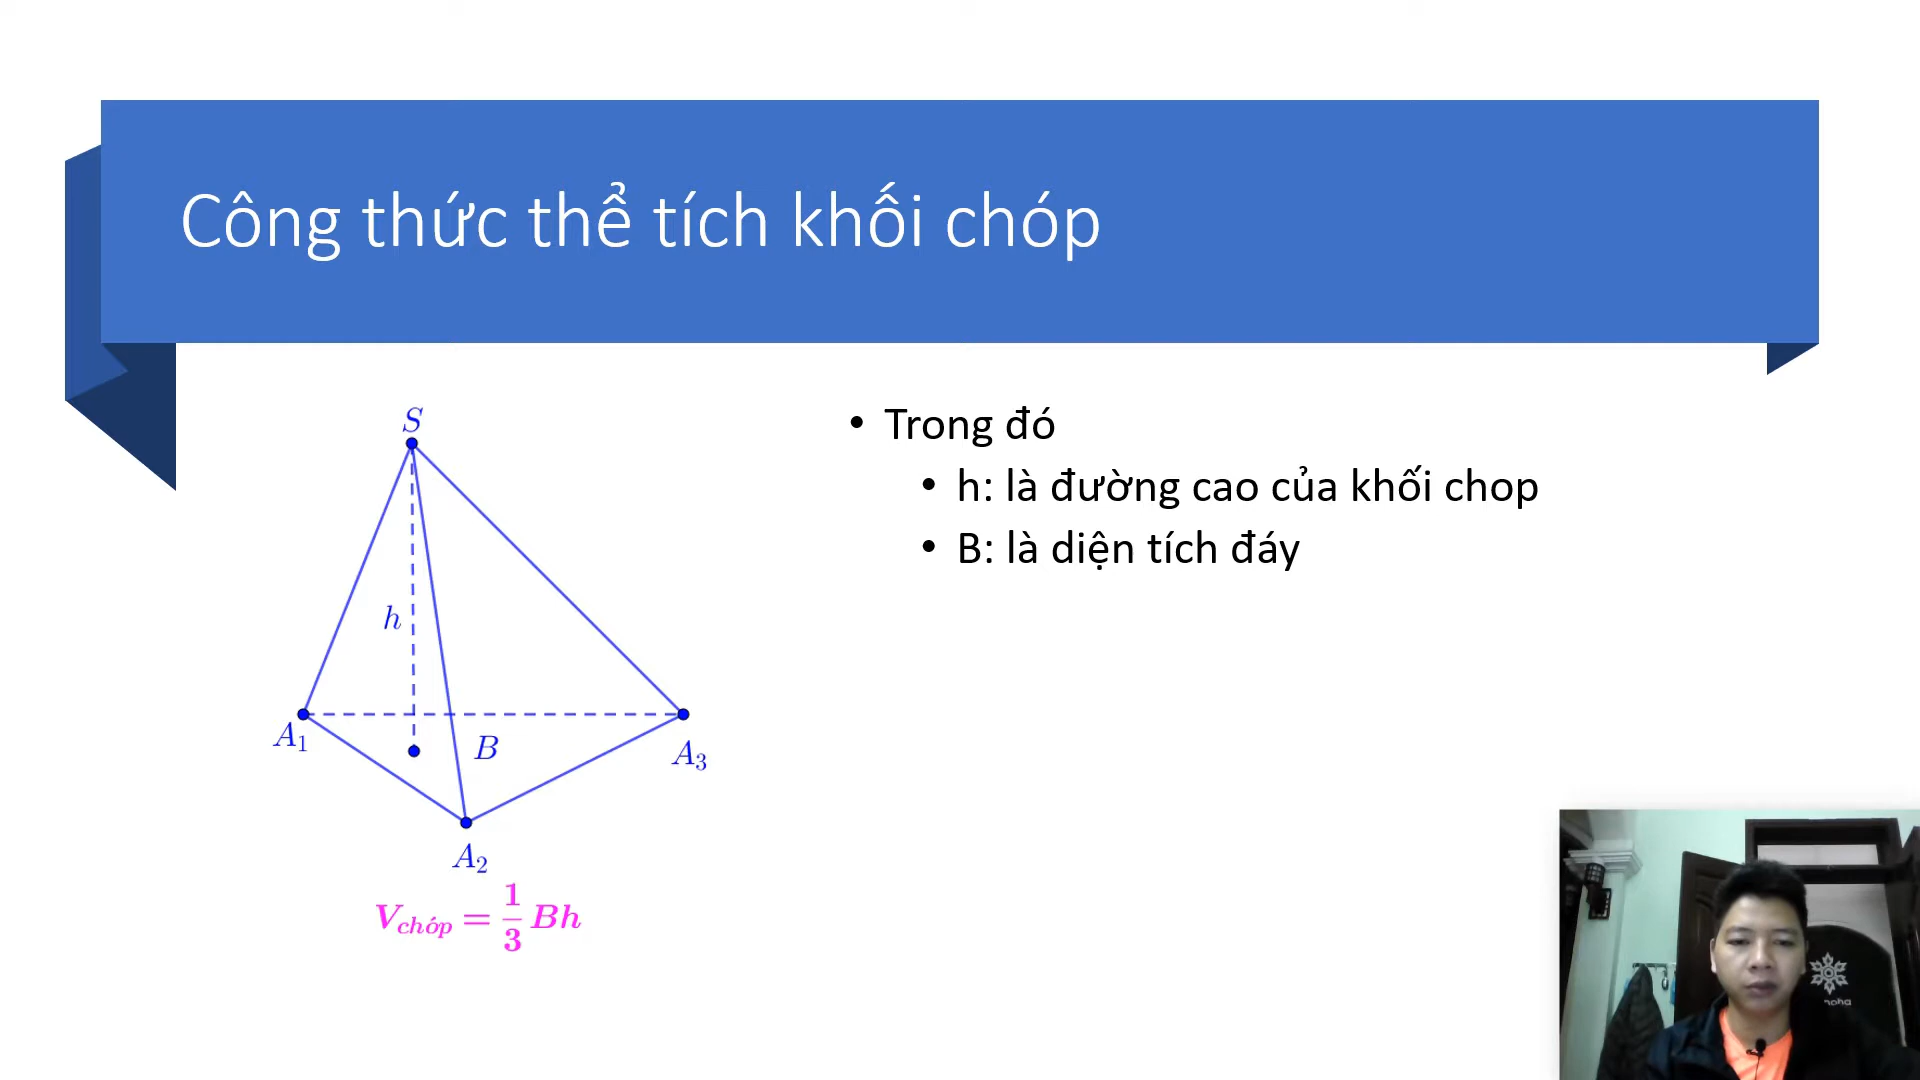 Công thức thể tích khối chóp
S
h
A₁
B
A₃
A₂
V_chóp = 1/3 Bh
• Trong đó
• h: là đường cao của khối chop
• B: là diện tích đáy